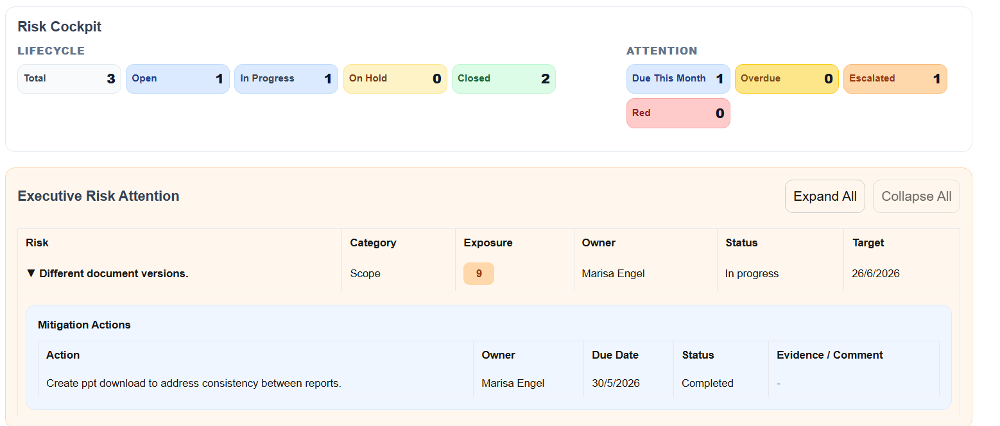 Risk Cockpit
LIFECYCLE
Total 3 Open 1 In Progress 1 On Hold 0 Closed 2
ATTENTION
Due This Month 1 Overdue 0 Escalated 1
Red 0
Executive Risk Attention
Expand All Collapse All
Risk Category Exposure Owner Status Target
▼ Different document versions. Scope 9 Marisa Engel In progress 26/6/2026
Mitigation Actions
Action Owner Due Date Status Evidence / Comment
Create ppt download to address consistency between reports. Marisa Engel 30/5/2026 Completed -